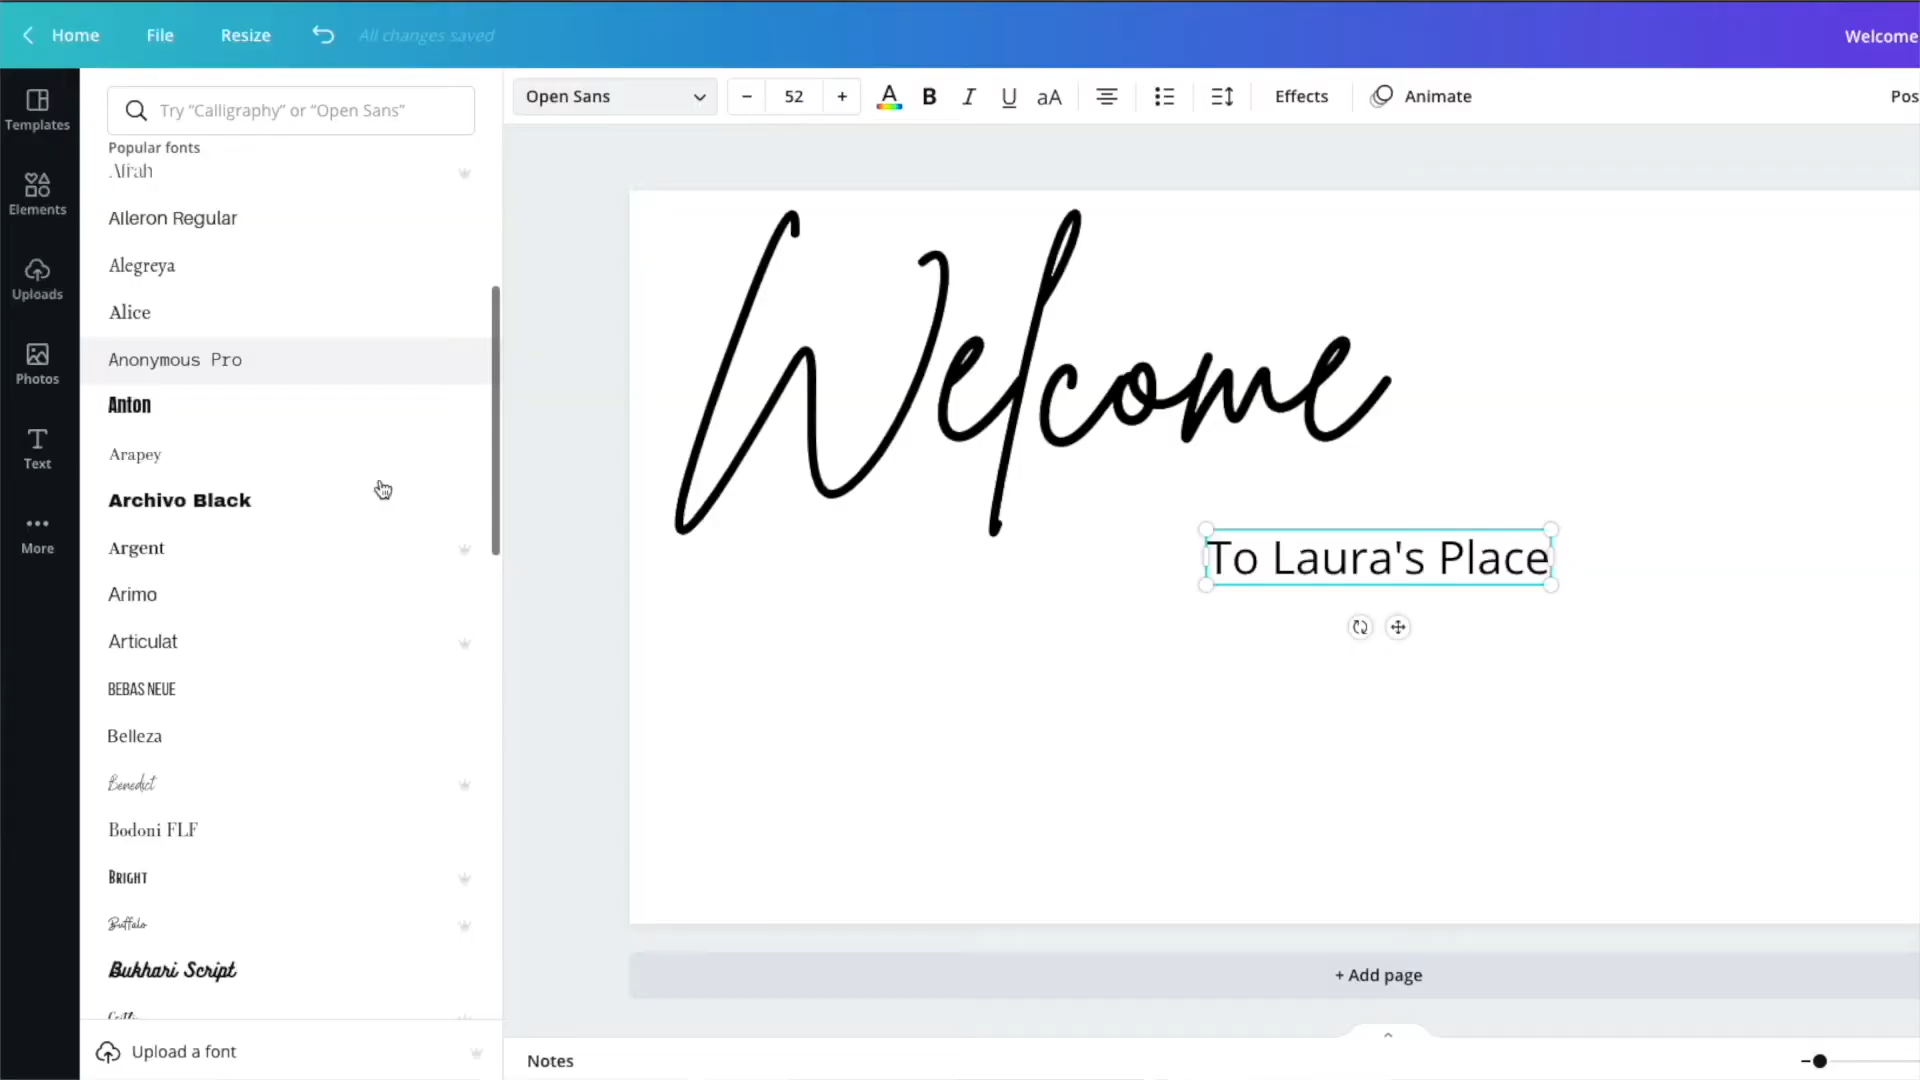 Home File Resize All changes saved Welcome
Templates
Elements
Uploads
Photos
Text
More
Try “Calligraphy” or “Open Sans”
Popular fonts
Aileron Regular
Alegreya
Alice
Anonymous Pro
Anton
Arapey
Archivo Black
Argent
Arimo
Articulat
BEBAS NEUE
Belleza
Benedict
Bodoni FLF
BRIGHT
Buffalo
Bukhari Script
Upload a font
Open Sans − 52 + A B I U aA Effects Animate Pos
Welcome
To Laura's Place
+ Add page
Notes